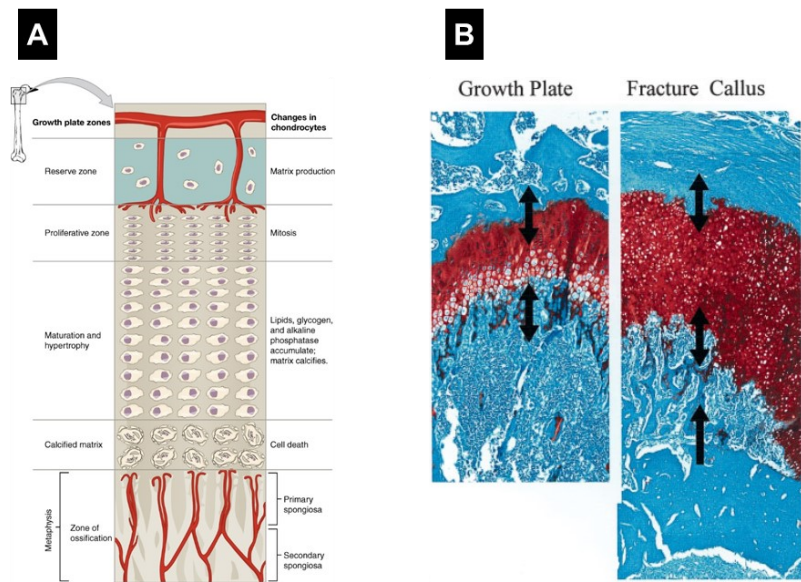 A
Growth plate zones
Changes in
chondrocytes
Reserve zone
Matrix production
Proliferative zone
Mitosis
Maturation and
hypertrophy
Lipids, glycogen,
and alkaline
phosphatase
accumulate;
matrix calcifies.
Calcified matrix
Cell death
Metaphysis
Zone of
ossification
Primary
spongiosa
Secondary
spongiosa
B
Growth Plate
Fracture Callus